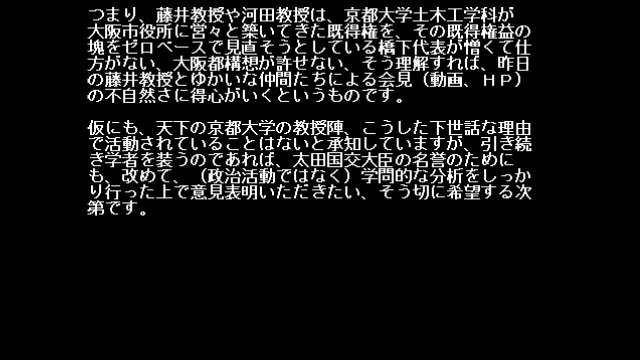 つまり、藤井教授や河田教授は、京都大学土木工学科が
大阪市役所に営々と築いてきた既得権を、その既得権益の
塊をゼロベースで見直そうとしている橋下代表が憎くて仕
方がない、大阪都構想が許せない、そう理解すれば、昨日
の藤井教授とゆかいな仲間たちによる会見（動画、ＨＰ）
の不自然さに得心がいくというものです。
仮にも、天下の京都大学の教授陣、こうした下世話な理由
で活動されていることはないと承知していますが、引き続
き学者を装うのであれば、太田国交大臣の名誉のために
も、改めて、（政治活動ではなく）学問的な分析をしっか
り行った上で意見表明いただきたい、そう切に希望する次
第です。